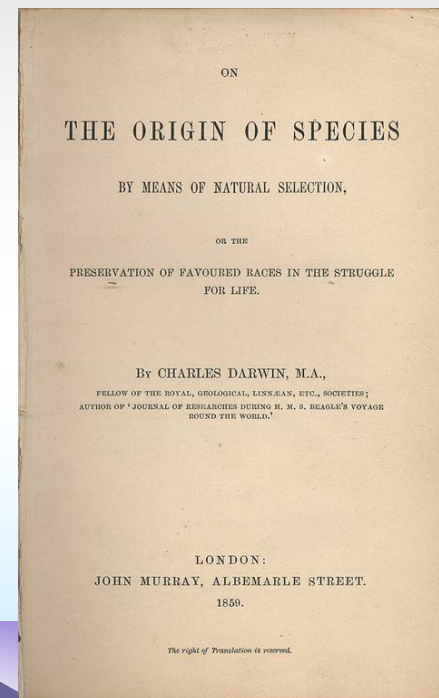 ON
THE ORIGIN OF SPECIES
BY MEANS OF NATURAL SELECTION,
OR THE
PRESERVATION OF FAVOURED RACES IN THE STRUGGLE
FOR LIFE.
BY CHARLES DARWIN, M.A.,
FELLOW OF THE ROYAL, GEOLOGICAL, LINNÆAN, ETC., SOCIETIES;
AUTHOR OF 'JOURNAL OF RESEARCHES DURING H. M. S. BEAGLE'S VOYAGE
ROUND THE WORLD.'
LONDON:
JOHN MURRAY, ALBEMARLE STREET.
1859.
The right of Translation is reserved.